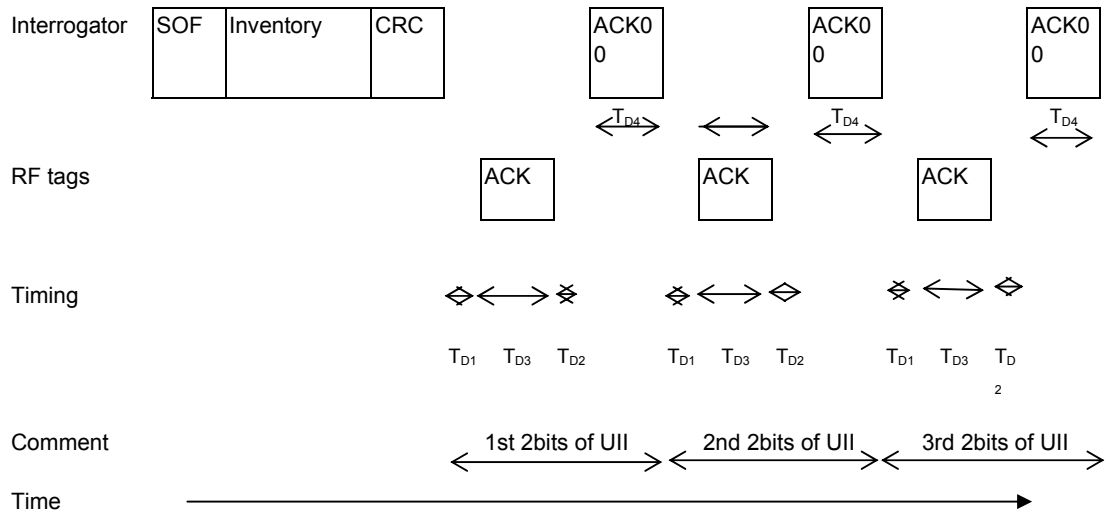 Interrogator SOF Inventory CRC ACK0 ACK0 ACK0
0 0 0
TD4 TD4 TD4
RF tags ACK ACK ACK
Timing
TD1 TD3 TD2 TD1 TD3 TD2 TD1 TD3 TD
2
Comment 1st 2bits of UII 2nd 2bits of UII 3rd 2bits of UII
Time